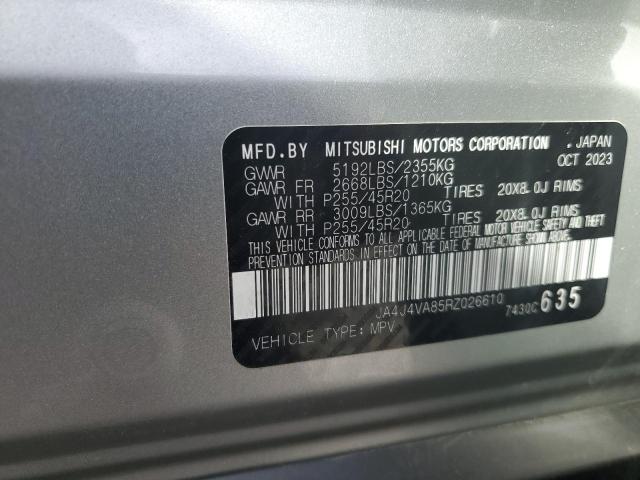 MFD.BY MITSUBISHI MOTORS CORPORATION . JAPAN
OCT 2023
GVWR 5192LBS/2355KG
GAWR FR 2668LBS/1210KG
WITH P255/45R20 TIRES 20X8.0J RIMS
GAWR RR 3009LBS/1365KG
WITH P255/45R20 TIRES 20X8.0J RIMS
THIS VEHICLE CONFORMS TO ALL APPLICABLE FEDERAL MOTOR VEHICLE SAFETY AND THEFT
PREVENTION STANDARDS IN EFFECT ON THE DATE OF MANUFACTURE SHOWN ABOVE.
JA4J4VA85RZ026610
7430C 635
VEHICLE TYPE: MPV